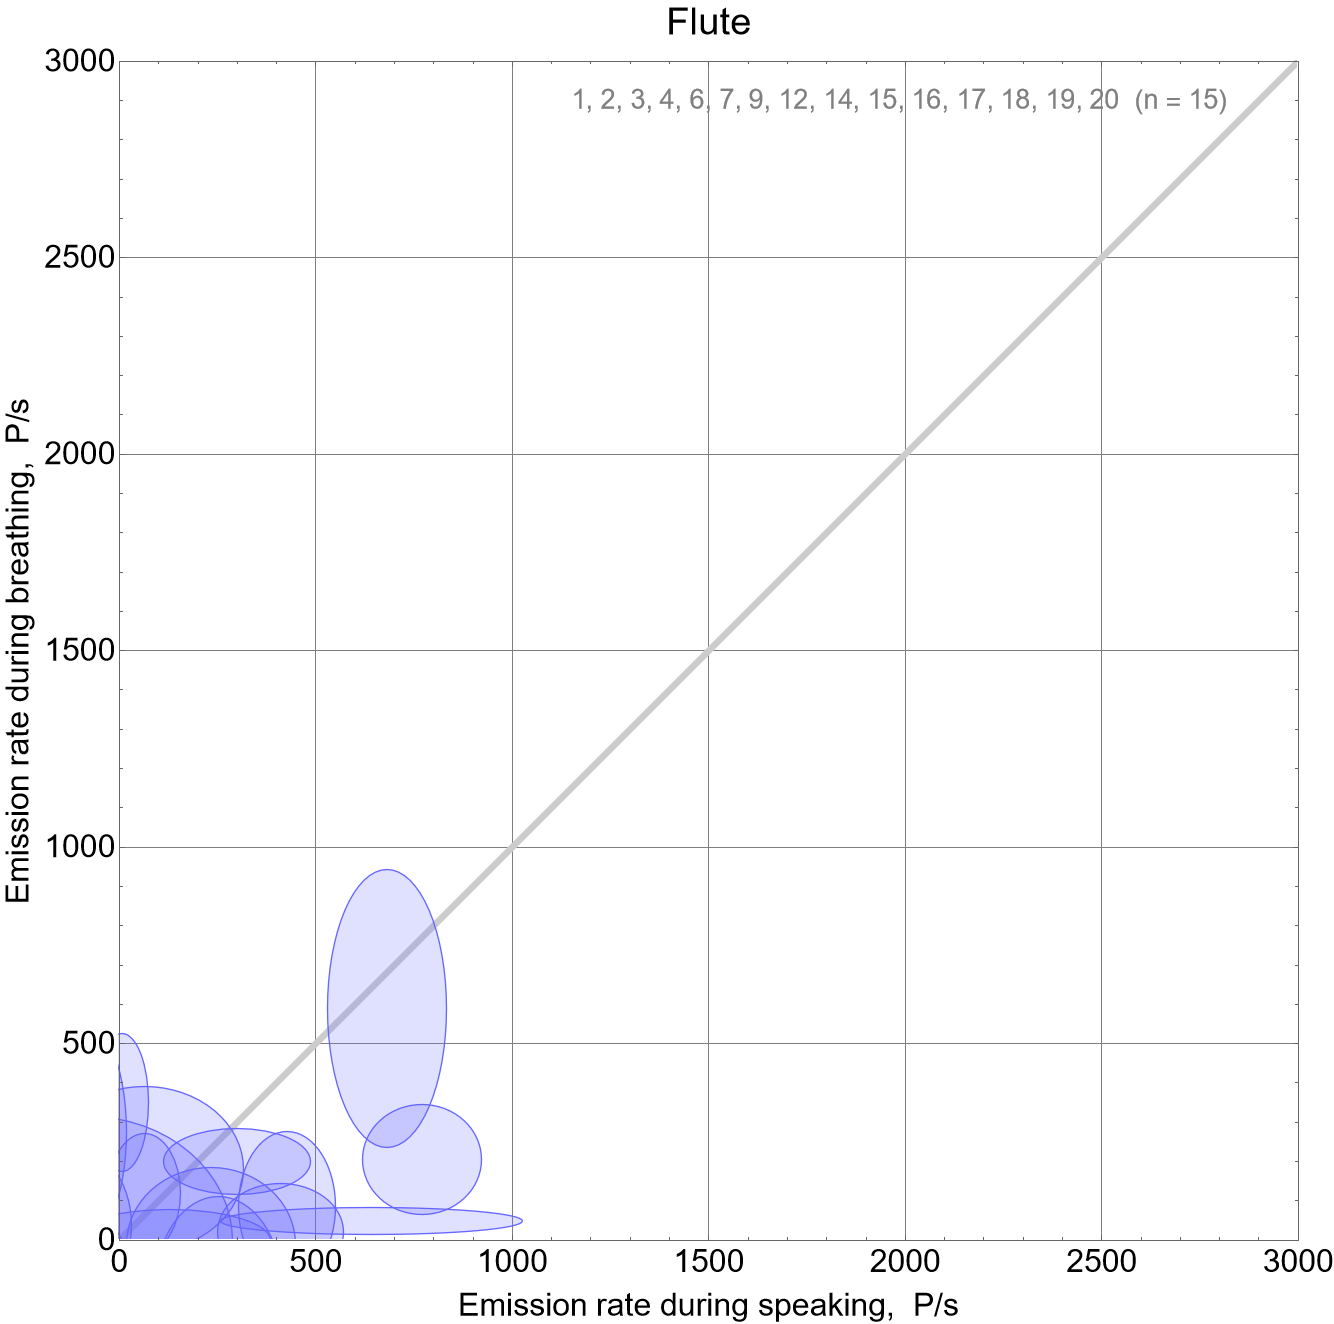 Flute
1, 2, 3, 4, 6, 7, 9, 12, 14, 15, 16, 17, 18, 19, 20 (n = 15)
3000
2500
2000
1500
1000
500
0
Emission rate during breathing, P/s
0 500 1000 1500 2000 2500 3000
Emission rate during speaking, P/s